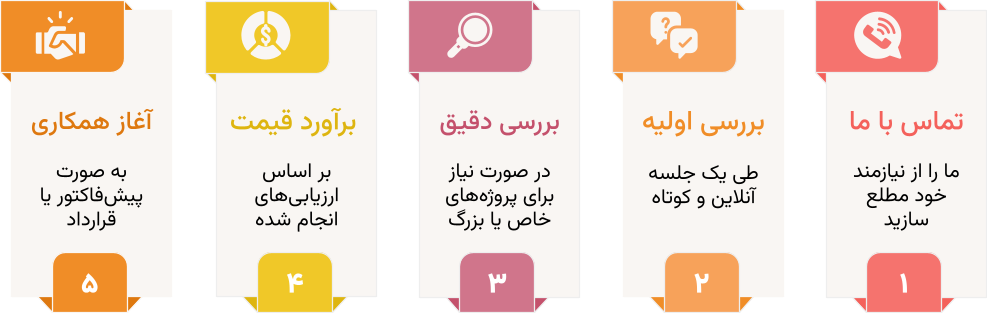 تماس با ما
ما را از نیازمند
خود مطلع
سازید
۱
بررسی اولیه
طی یک جلسه
آنلاین و کوتاه
۲
بررسی دقیق
در صورت نیاز
برای پروژه‌های
خاص یا بزرگ
۳
برآورد قیمت
بر اساس
ارزیابی‌های
انجام شده
۴
آغاز همکاری
به صورت
پیش‌فاکتور یا
قرارداد
۵